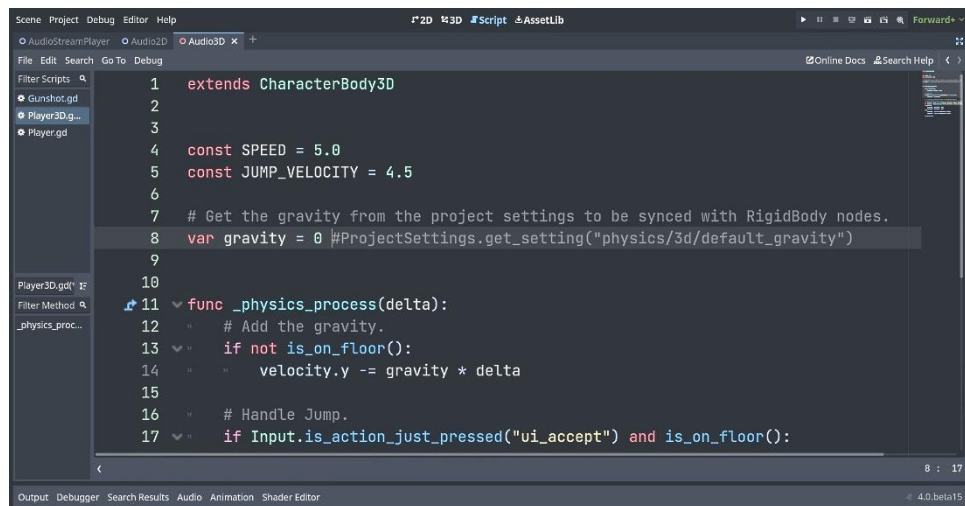 Scene Project Debug Editor Help 2D 3D Script AssetLib Forward+
AudioStreamPlayer Audio2D Audio3D × +
File Edit Search Go To Debug Online Docs Search Help < >
Filter Scripts
Gunshot.gd
Player3D.g...
Player.gd
1 extends CharacterBody3D
2
3
4 const SPEED = 5.0
5 const JUMP_VELOCITY = 4.5
6
7 # Get the gravity from the project settings to be synced with RigidBody nodes.
8 var gravity = 0 #ProjectSettings.get_setting("physics/3d/default_gravity")
9
10
Player3D.gd(*
Filter Method
_physics_proc...
11 func _physics_process(delta):
12 # Add the gravity.
13 if not is_on_floor():
14 velocity.y -= gravity * delta
15
16 # Handle Jump.
17 if Input.is_action_just_pressed("ui_accept") and is_on_floor():
8 : 17
Output Debugger Search Results Audio Animation Shader Editor 4.0.beta15